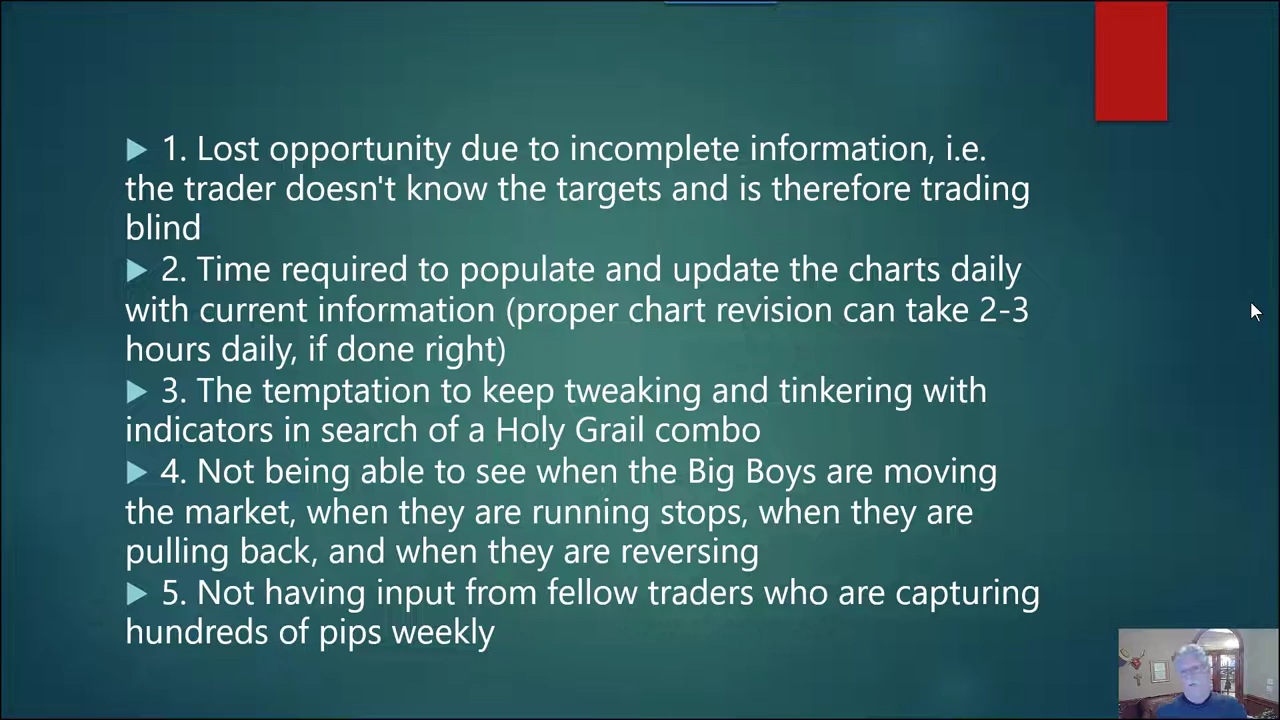 1. Lost opportunity due to incomplete information, i.e.
the trader doesn't know the targets and is therefore trading
blind
2. Time required to populate and update the charts daily
with current information (proper chart revision can take 2-3
hours daily, if done right)
3. The temptation to keep tweaking and tinkering with
indicators in search of a Holy Grail combo
4. Not being able to see when the Big Boys are moving
the market, when they are running stops, when they are
pulling back, and when they are reversing
5. Not having input from fellow traders who are capturing
hundreds of pips weekly